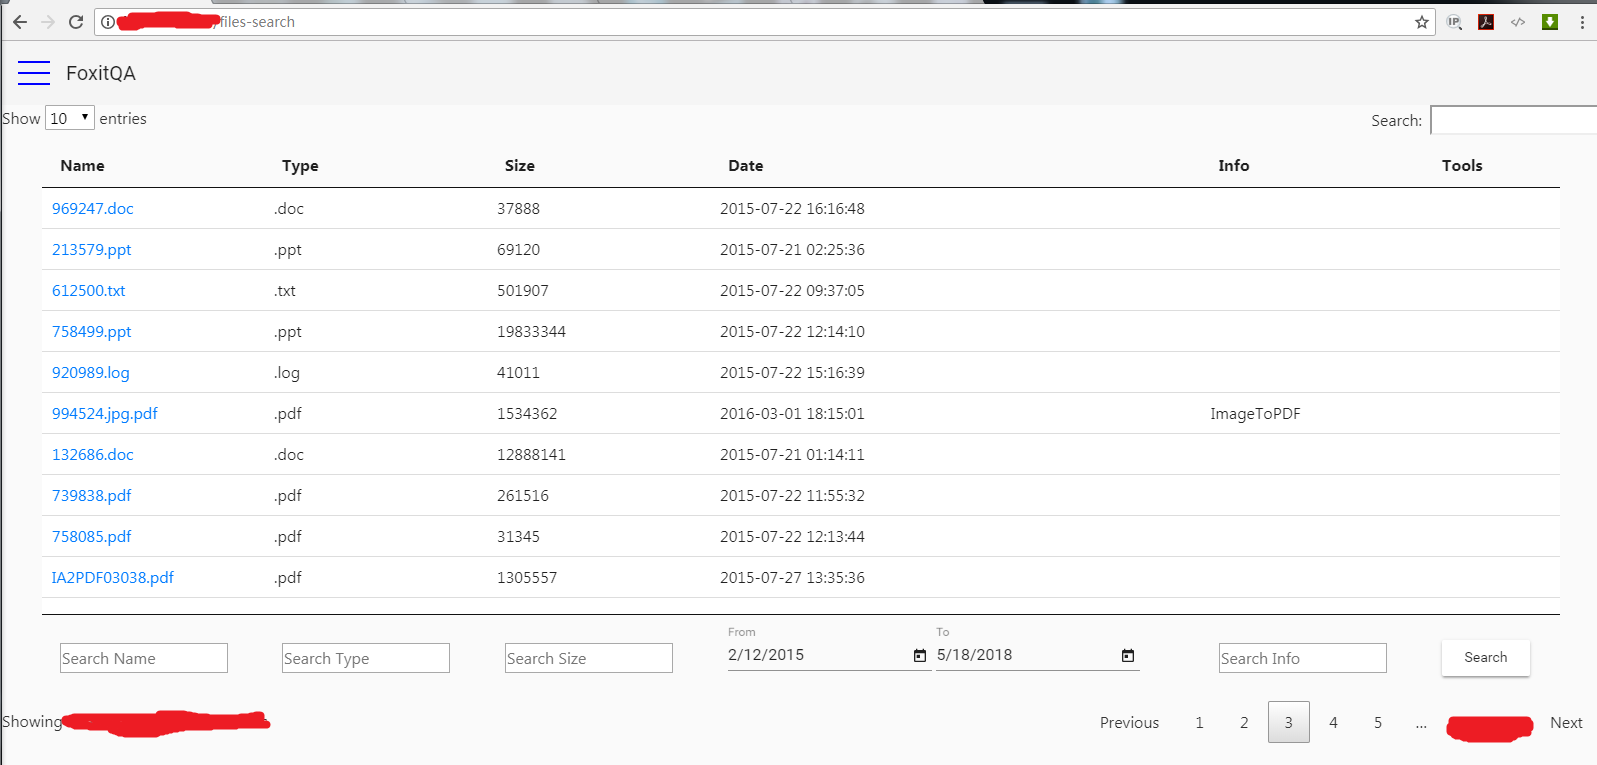 /files-search
FoxitQA
Show 10 entries
Search:
Name Type Size Date Info Tools
969247.doc .doc 37888 2015-07-22 16:16:48
213579.ppt .ppt 69120 2015-07-21 02:25:36
612500.txt .txt 501907 2015-07-22 09:37:05
758499.ppt .ppt 19833344 2015-07-22 12:14:10
920989.log .log 41011 2015-07-22 15:16:39
994524.jpg.pdf .pdf 1534362 2016-03-01 18:15:01 ImageToPDF
132686.doc .doc 12888141 2015-07-21 01:14:11
739838.pdf .pdf 261516 2015-07-22 11:55:32
758085.pdf .pdf 31345 2015-07-22 12:13:44
IA2PDF03038.pdf .pdf 1305557 2015-07-27 13:35:36
From To
Search Name Search Type Search Size 2/12/2015 5/18/2018 Search Info Search
Showing
Previous 1 2 3 4 5 ... Next